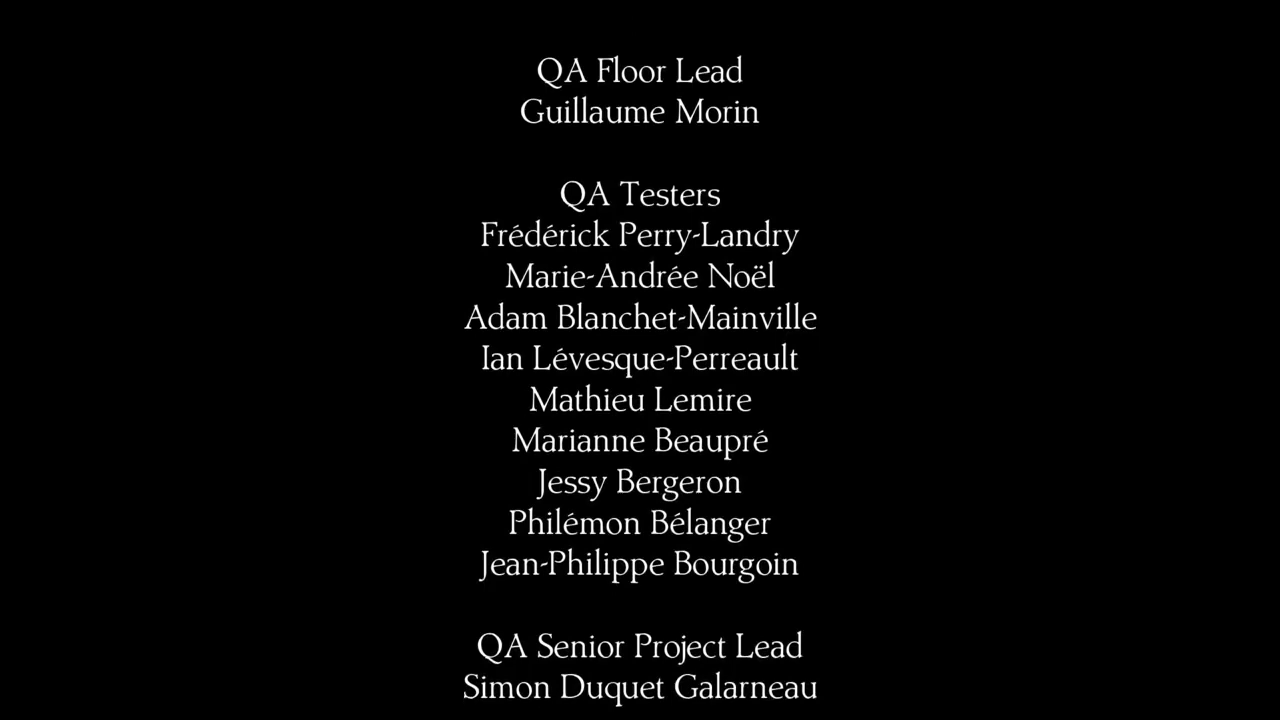 QA Floor Lead
Guillaume Morin
QA Testers
Frédérick Perry-Landry
Marie-Andrée Noël
Adam Blanchet-Mainville
Ian Lévesque-Perreault
Mathieu Lemire
Marianne Beaupré
Jessy Bergeron
Philémon Bélanger
Jean-Philippe Bourgoin
QA Senior Project Lead
Simon Duquet Galarneau